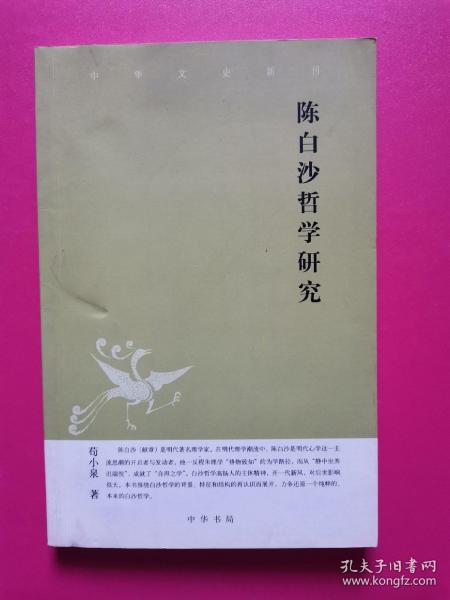 中华文史新刊
陈白沙哲学研究
荀小泉 著
陈白沙(献章)是明代著名理学家。在明代理学潮流中,陈白沙是明代心学这一主
流思潮的开启者与发动者,他一反程朱理学“格物致知”的为学路径,而从“静中坐养
出端倪”,成就了“自得之学”。白沙哲学高扬人的主体精神,开一代新风,对后世影响
很大。本书围绕白沙哲学的背景、特征和结构的再认识而展开,力争还原一个纯粹的、
本来的白沙哲学。
中华书局
孔夫子旧书网
www.kongfz.com